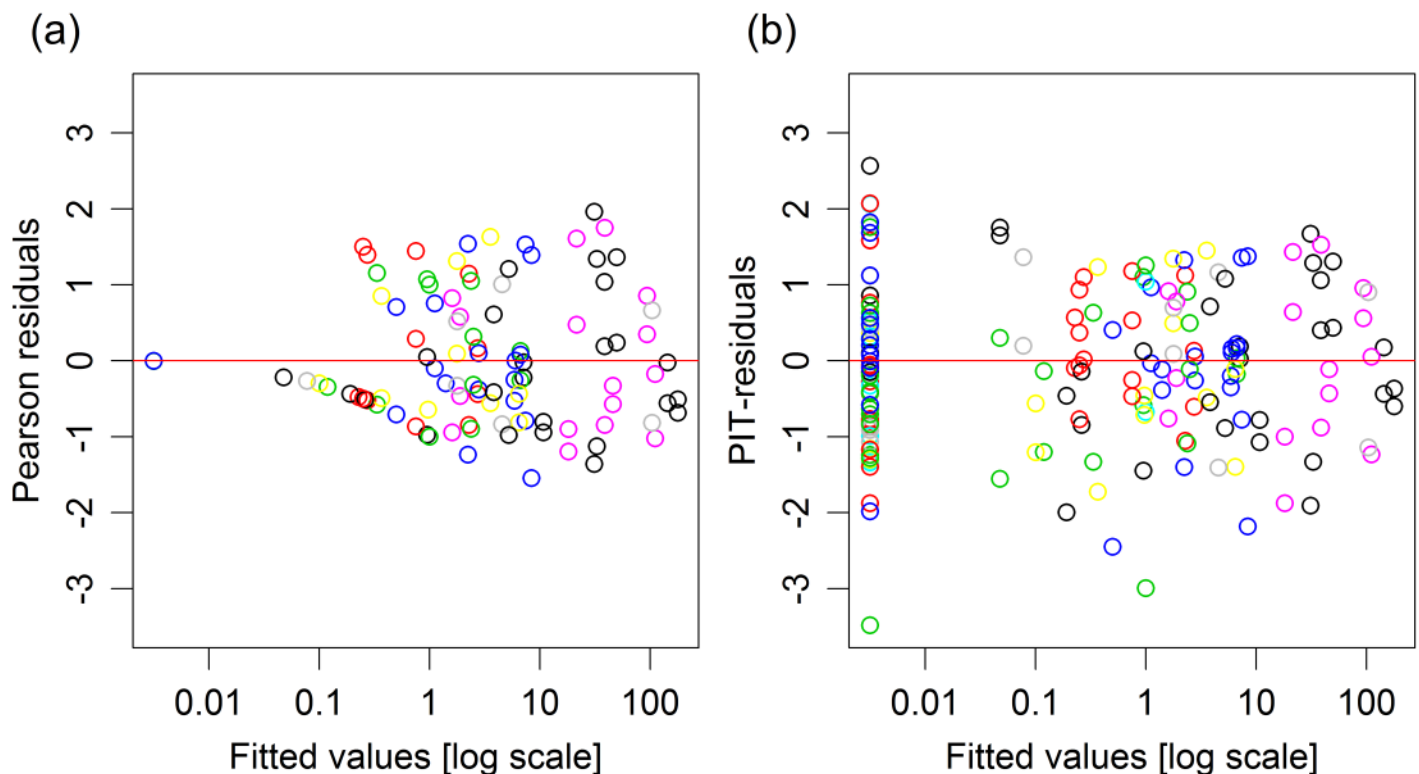 (a)
Pearson residuals
3
2
1
0
-1
-2
-3
0.01 0.1 1 10 100
Fitted values [log scale]
(b)
PIT-residuals
3
2
1
0
-1
-2
-3
0.01 0.1 1 10 100
Fitted values [log scale]